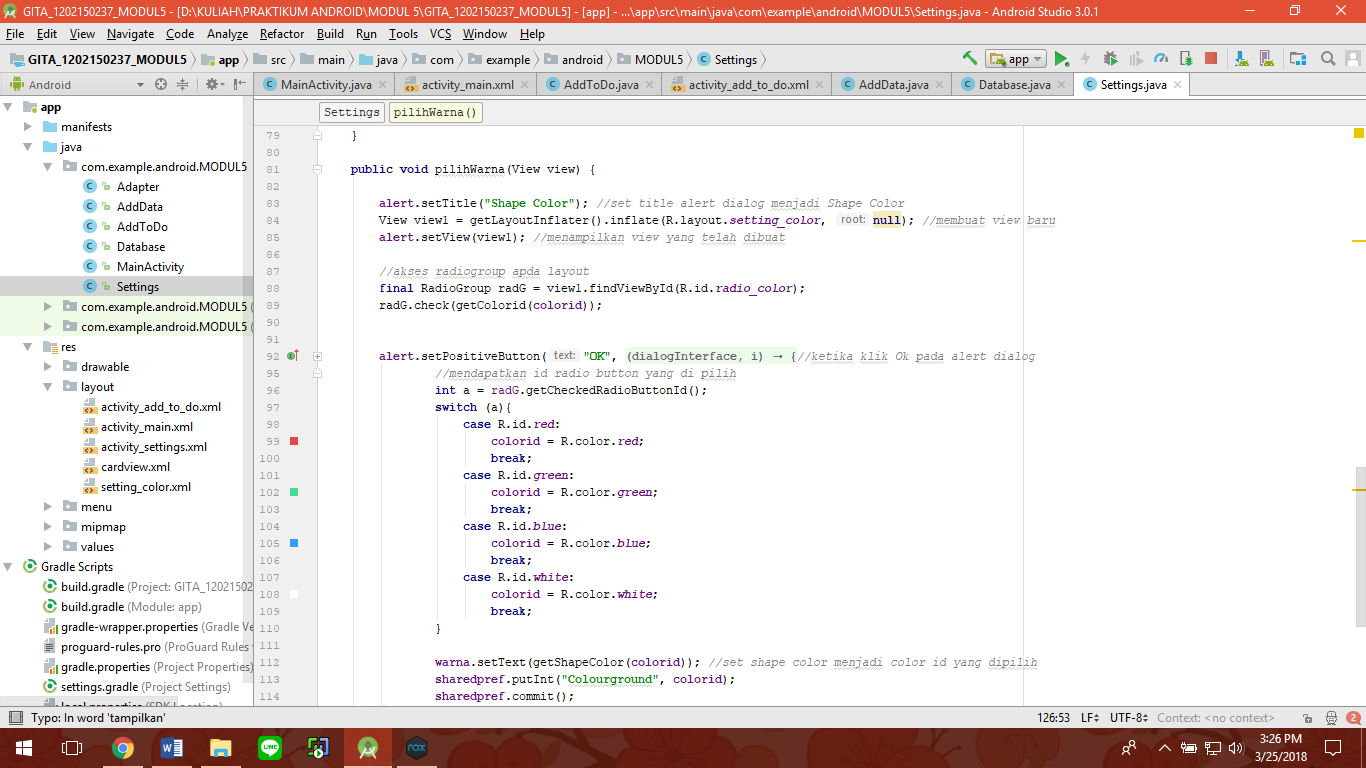 GITA_1202150237_MODUL5 - [D:\KULIAH\PRAKTIKUM ANDROID\MODUL 5\GITA_1202150237_MODUL5] - [app] - ...\app\src\main\java\com\example\android\MODUL5\Settings.java - Android Studio 3.0.1
File Edit View Navigate Code Analyze Refactor Build Run Tools VCS Window Help
GITA_1202150237_MODUL5 app src main java com example android MODUL5 Settings app
Android
MainActivity.java activity_main.xml AddToDo.java activity_add_to_do.xml AddData.java Database.java Settings.java
app
manifests
java
com.example.android.MODUL5
Adapter
AddData
AddToDo
Database
MainActivity
Settings
com.example.android.MODUL5 (
com.example.android.MODUL5 (
res
drawable
layout
activity_add_to_do.xml
activity_main.xml
activity_settings.xml
cardview.xml
setting_color.xml
menu
mipmap
values
Gradle Scripts
build.gradle (Project: GITA_12021502
build.gradle (Module: app)
gradle-wrapper.properties (Gradle Ve
proguard-rules.pro (ProGuard Rules
gradle.properties (Project Properties)
settings.gradle (Project Settings)
local.properties (SDK Location)
Settings pilihWarna()
79 }
80
81 public void pilihWarna(View view) {
82
83 alert.setTitle("Shape Color"); //set title alert dialog menjadi Shape Color
84 View view1 = getLayoutInflater().inflate(R.layout.setting_color, root: null); //membuat view baru
85 alert.setView(view1); //menampilkan view yang telah dibuat
86
87 //akses radiogroup apda layout
88 final RadioGroup radG = view1.findViewById(R.id.radio_color);
89 radG.check(getColorid(colorid));
90
91
92 alert.setPositiveButton( text: "OK", (dialogInterface, i) → {//ketika klik Ok pada alert dialog
95 //mendapatkan id radio button yang di pilih
96 int a = radG.getCheckedRadioButtonId();
97 switch (a){
98 case R.id.red:
99 colorid = R.color.red;
100 break;
101 case R.id.green:
102 colorid = R.color.green;
103 break;
104 case R.id.blue:
105 colorid = R.color.blue;
106 break;
107 case R.id.white:
108 colorid = R.color.white;
109 break;
110 }
111
112 warna.setText(getShapeColor(colorid)); //set shape color menjadi color id yang dipilih
113 sharedpref.putInt("Colourground", colorid);
114 sharedpref.commit();
Typo: In word 'tampilkan' 126:53 LF UTF-8 Context: <no context> 2
LINE nox 3:26 PM
3/25/2018